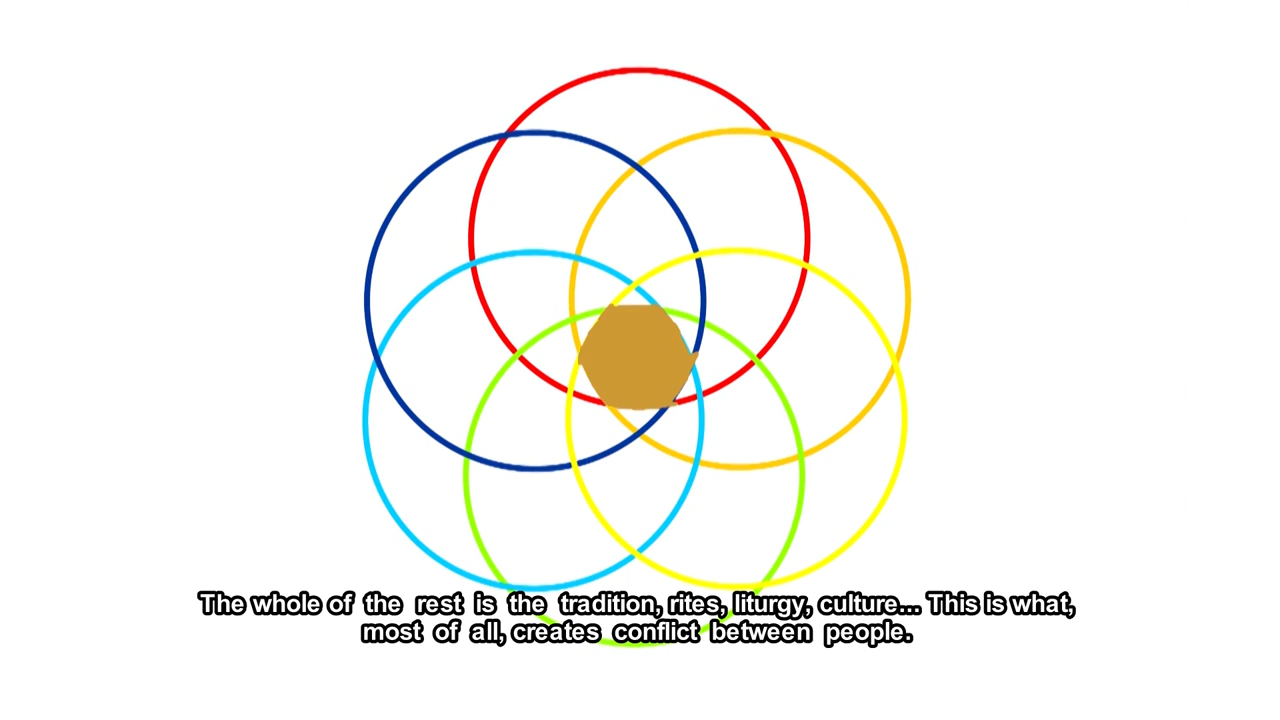 The whole of the rest is the tradition, rites, liturgy, culture... This is what,
most of all, creates conflict between people.